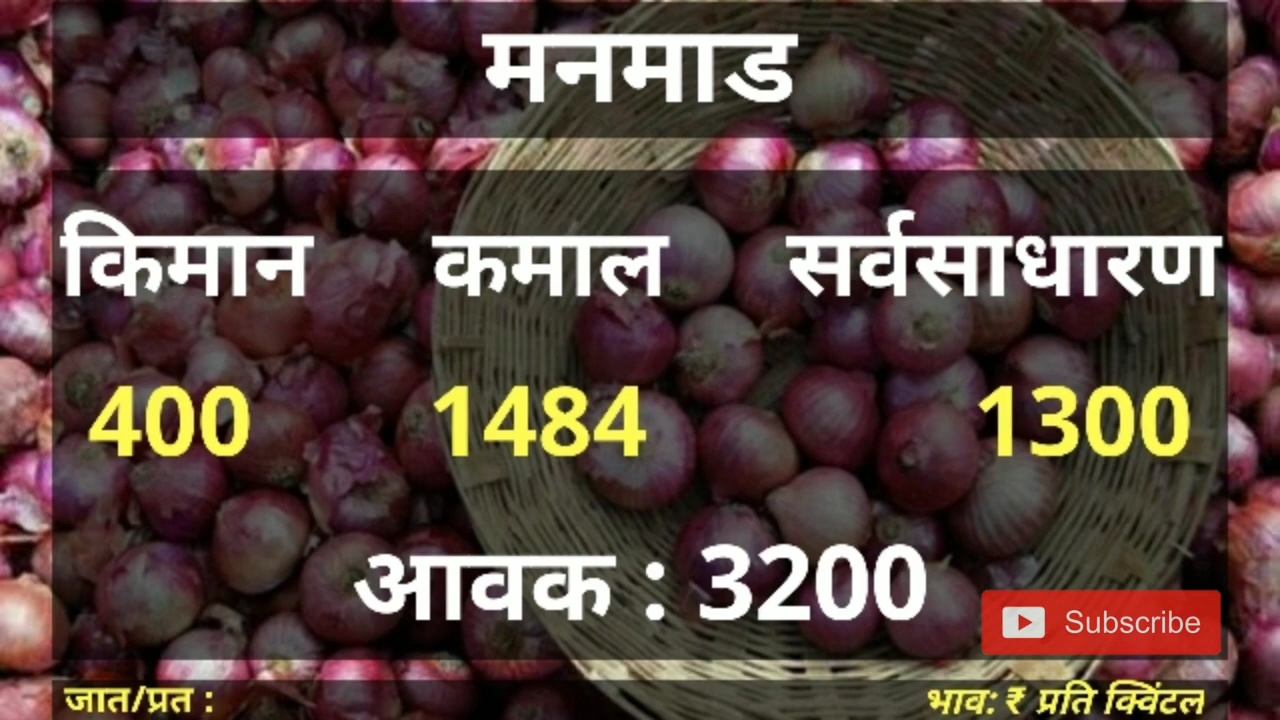 मनमाड
किमान कमाल सर्वसाधारण
400 1484 1300
आवक : 3200
Subscribe
जात/प्रत : भाव: ₹ प्रति क्विंटल